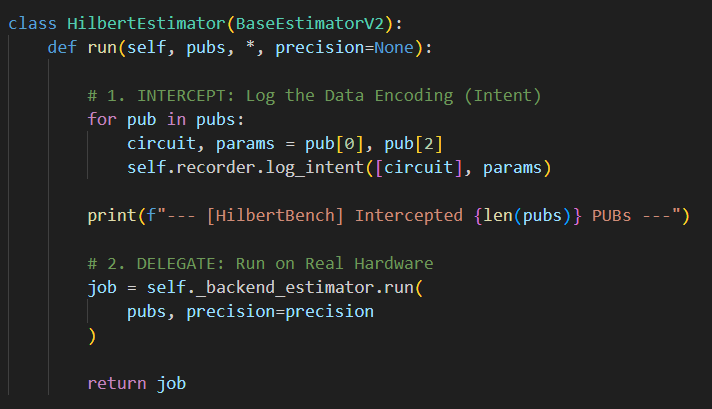 class HilbertEstimator(BaseEstimatorV2):
    def run(self, pubs, *, precision=None):
        # 1. INTERCEPT: Log the Data Encoding (Intent)
        for pub in pubs:
            circuit, params = pub[0], pub[2]
            self.recorder.log_intent([circuit], params)
        print(f"--- [HilbertBench] Intercepted {len(pubs)} PUBs ---")
        # 2. DELEGATE: Run on Real Hardware
        job = self._backend_estimator.run(
            pubs, precision=precision
        )
        return job